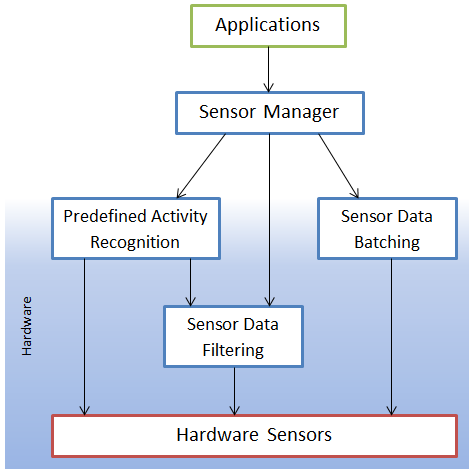 Applications
Sensor Manager
Predefined Activity
Recognition
Sensor Data
Batching
Hardware
Sensor Data
Filtering
Hardware Sensors